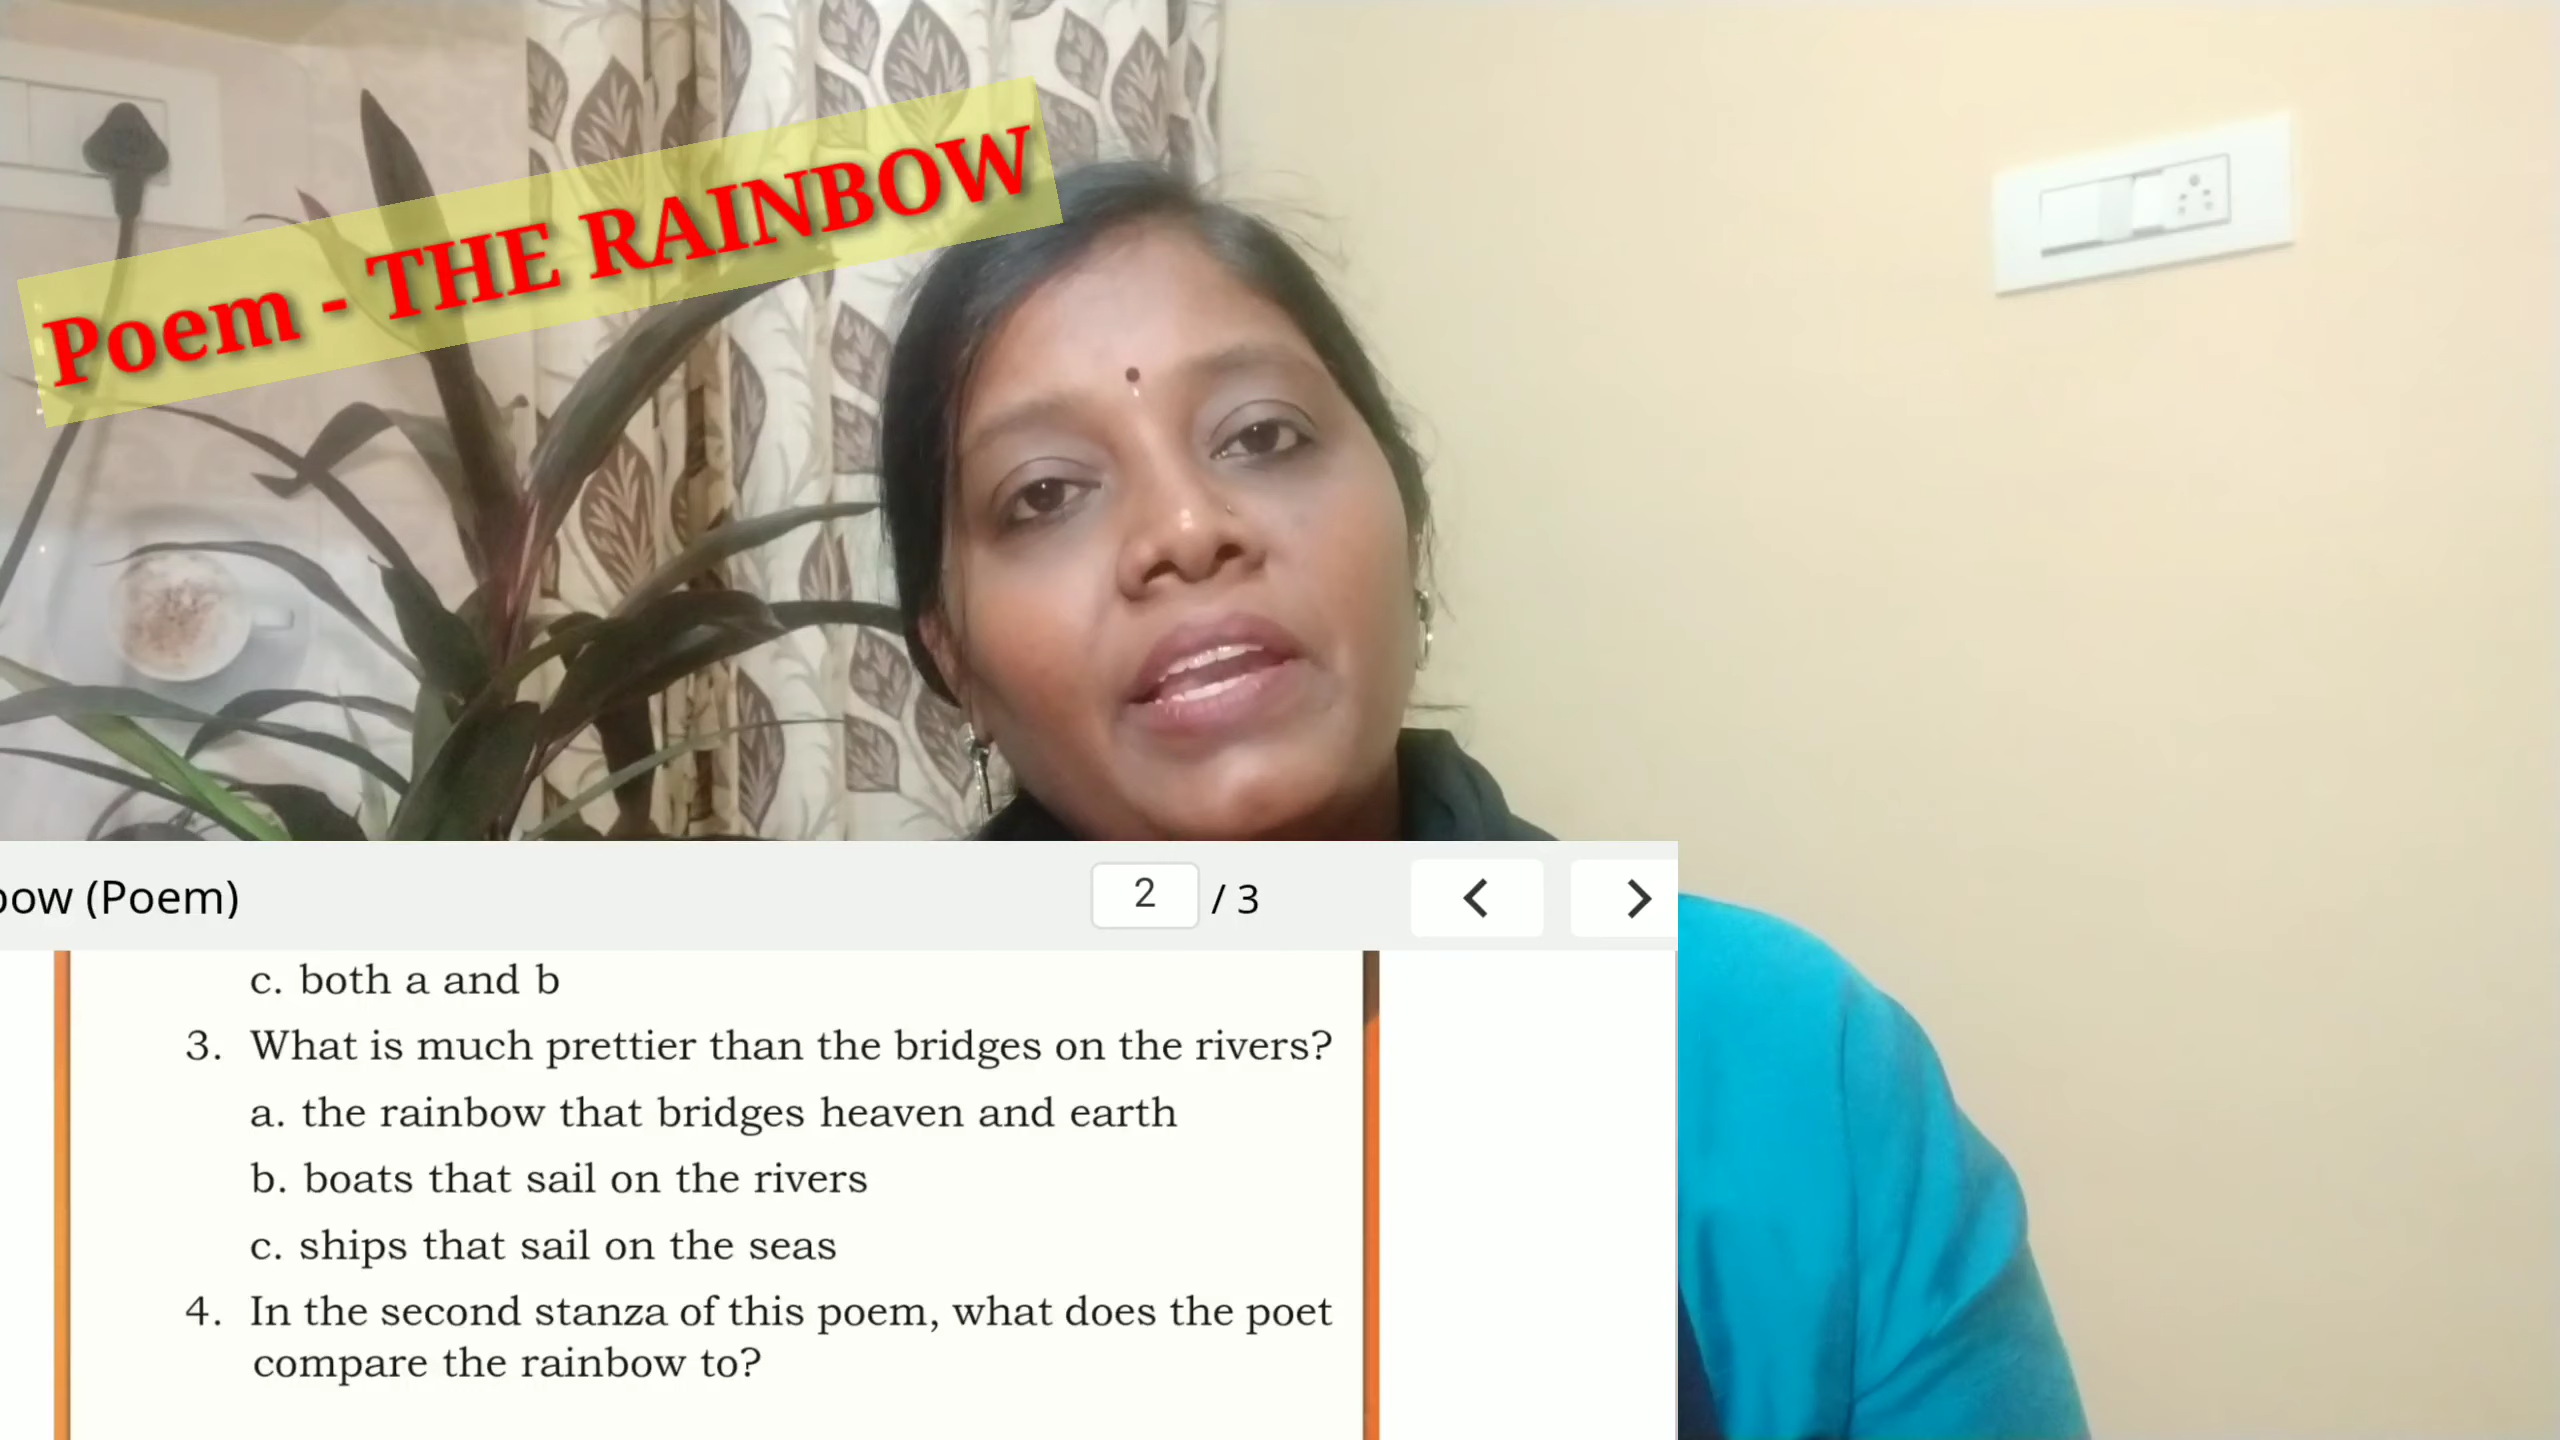 Poem - THE RAINBOW
bow (Poem)
2 / 3
c. both a and b
3. What is much prettier than the bridges on the rivers?
a. the rainbow that bridges heaven and earth
b. boats that sail on the rivers
c. ships that sail on the seas
4. In the second stanza of this poem, what does the poet
compare the rainbow to?